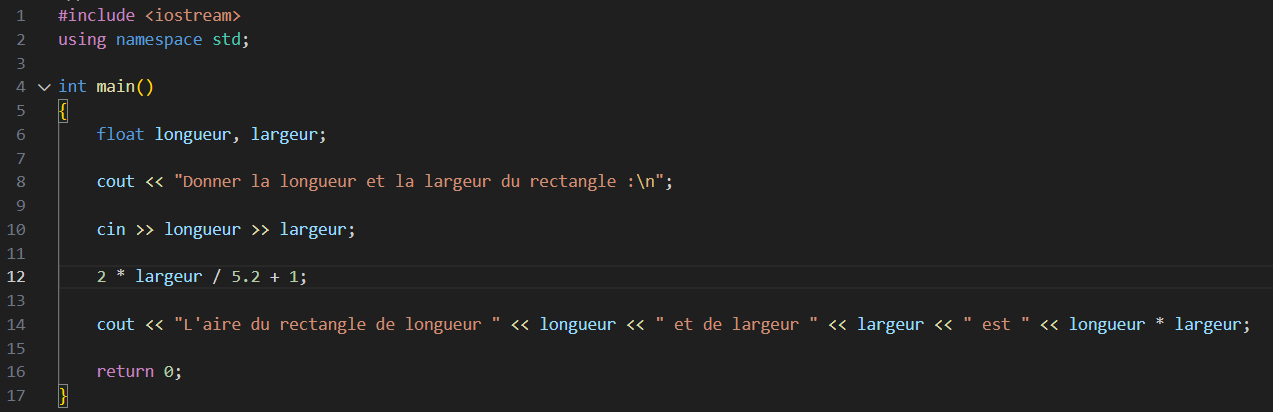 1 #include <iostream>
2 using namespace std;
3
4 int main()
5 {
6     float longueur, largeur;
7
8     cout << "Donner la longueur et la largeur du rectangle :\n";
9
10     cin >> longueur >> largeur;
11
12     2 * largeur / 5.2 + 1;
13
14     cout << "L'aire du rectangle de longueur " << longueur << " et de largeur " << largeur << " est " << longueur * largeur;
15
16     return 0;
17 }